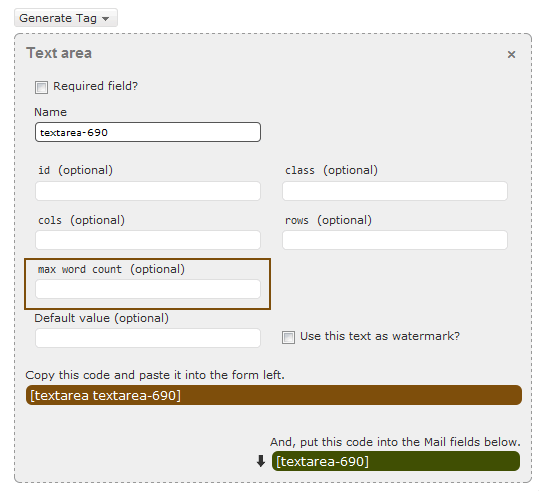 Generate Tag
Text area
×
Required field?
Name
textarea-690
id (optional)
class (optional)
cols (optional)
rows (optional)
max word count (optional)
Default value (optional)
Use this text as watermark?
Copy this code and paste it into the form left.
[textarea textarea-690]
And, put this code into the Mail fields below.
[textarea-690]